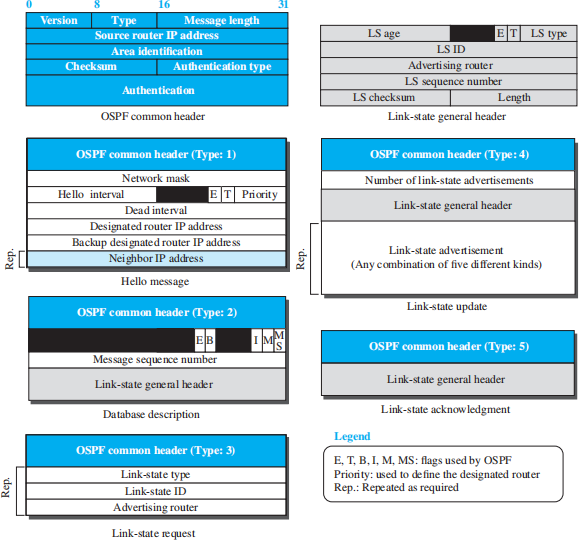 0 8 16 31
Version Type Message length
Source router IP address
Area identification
Checksum Authentication type
Authentication
OSPF common header
LS age E T LS type
LS ID
Advertising router
LS sequence number
LS checksum Length
Link-state general header
OSPF common header (Type: 1)
Network mask
Hello interval E T Priority
Dead interval
Designated router IP address
Backup designated router IP address
Rep.
Neighbor IP address
Hello message
OSPF common header (Type: 4)
Number of link-state advertisements
Link-state general header
Rep.
Link-state advertisement
(Any combination of five different kinds)
Link-state update
OSPF common header (Type: 2)
E B I M M S
Message sequence number
Link-state general header
Database description
OSPF common header (Type: 5)
Link-state general header
Link-state acknowledgment
OSPF common header (Type: 3)
Rep.
Link-state type
Link-state ID
Advertising router
Link-state request
Legend
E, T, B, I, M, MS: flags used by OSPF
Priority: used to define the designated router
Rep.: Repeated as required